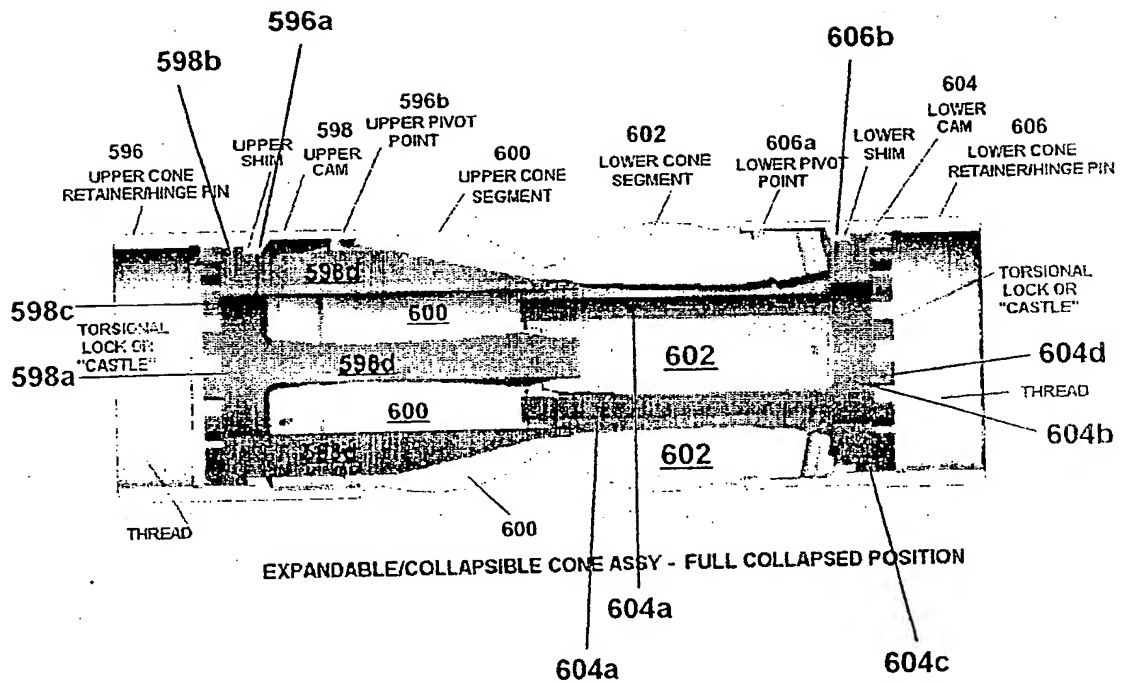 596a
606b
598b
604
LOWER
CAM
596b
UPPER PIVOT
POINT
598
UPPER
CAM
UPPER
SHIM
602
LOWER CONE
SEGMENT
606a
LOWER PIVOT
POINT
LOWER
SHIM
606
LOWER CONE
RETAINER/HINGE PIN
596
UPPER CONE
RETAINER/HINGE PIN
600
UPPER CONE
SEGMENT
598d
TORSIONAL
LOCK OR
"CASTLE"
598c
600
TORSIONAL
LOCK OR
"CASTLE"
598d
602
604d
598a
THREAD
600
604b
598d
602
THREAD
600
EXPANDABLE/COLLAPSIBLE CONE ASSY - FULL COLLAPSED POSITION
604a
604a
604c